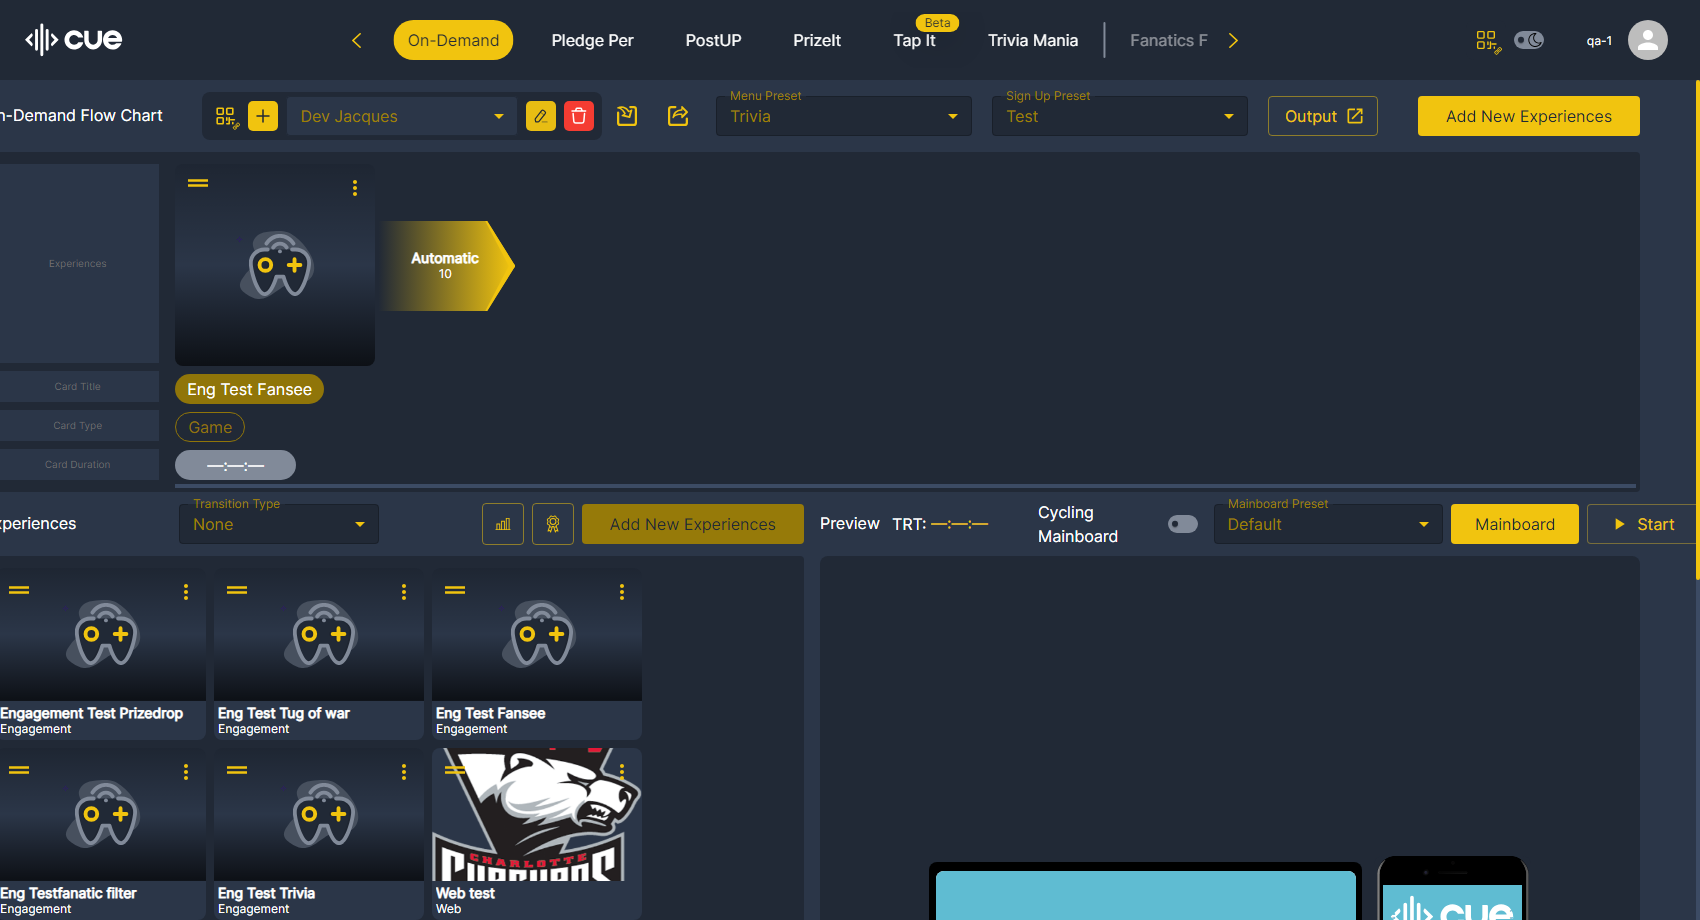 cue
On-Demand
Pledge Per
PostUP
PrizeIt
Beta
Tap It
Trivia Mania
Fanatics F
qa-1
n-Demand Flow Chart
Dev Jacques
Menu Preset
Trivia
Sign Up Preset
Test
Output
Add New Experiences
Experiences
Automatic
10
Card Title
Eng Test Fansee
Card Type
Game
Card Duration
—:—:—
xperiences
Transition Type
None
Add New Experiences
Preview
TRT: —:—:—
Cycling
Mainboard
Mainboard Preset
Default
Mainboard
Start
Engagement Test Prizedrop
Engagement
Eng Test Tug of war
Engagement
Eng Test Fansee
Engagement
Eng Testfanatic filter
Engagement
Eng Test Trivia
Engagement
CHARLOTTE
Web test
Web
cue